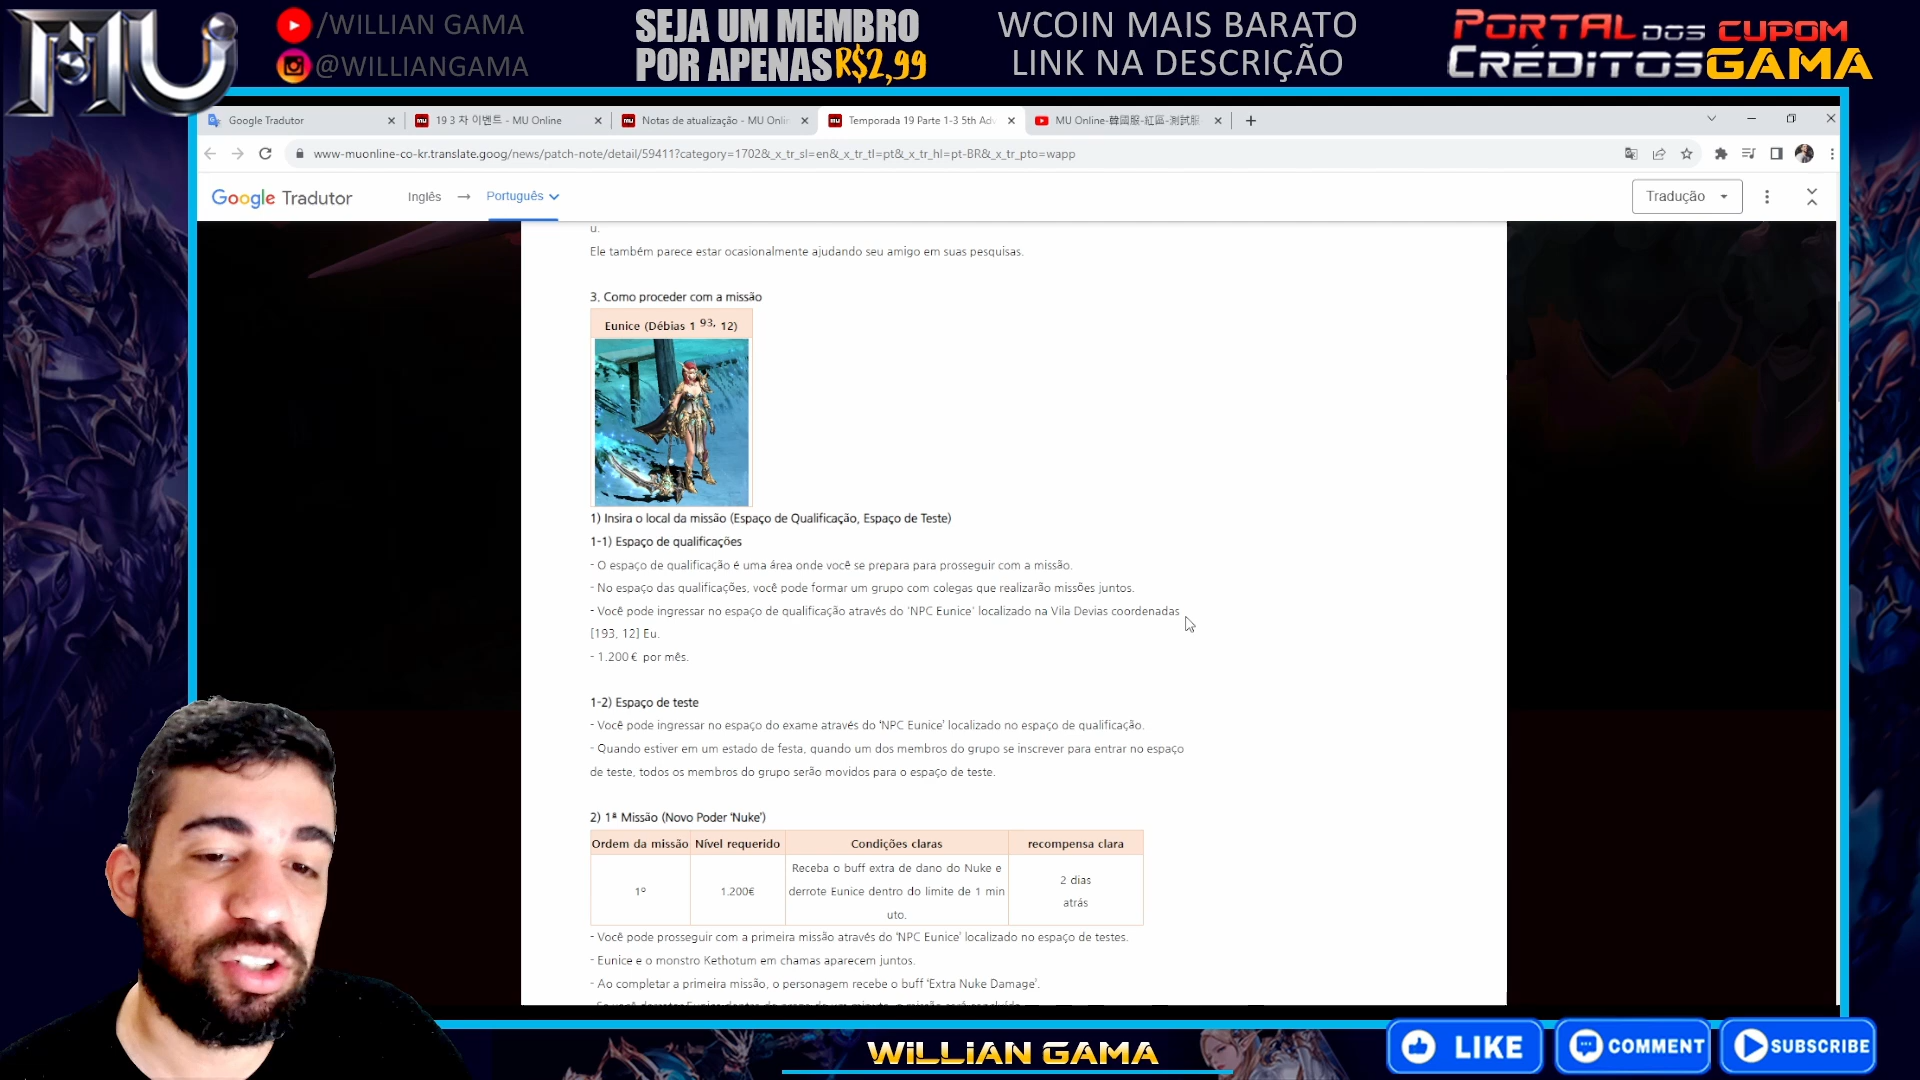 MU
/WILLIAN GAMA
@WILLIANGAMA
SEJA UM MEMBRO
POR APENAS R$2,99
WCOIN MAIS BARATO
LINK NA DESCRIÇÃO
PORTAL DOS CUPOM
CRÉDITOS GAMA
Google Tradutor
19 3 차 이벤트 - MU Online
Notas de atualização - MU Onlin
Temporada 19 Parte 1-3 5th Adv
MU Online-韓國服-紅區-測試服
www-muonline-co-kr.translate.goog/news/patch-note/detail/59411?category=1702&_x_tr_sl=en&_x_tr_tl=pt&_x_tr_hl=pt-BR&_x_tr_pto=wapp
Google Tradutor
Inglês → Português
Tradução
u.
Ele também parece estar ocasionalmente ajudando seu amigo em suas pesquisas.
3. Como proceder com a missão
Eunice (Débias 1 93, 12)
1) Insira o local da missão (Espaço de Qualificação, Espaço de Teste)
1-1) Espaço de qualificações
- O espaço de qualificação é uma área onde você se prepara para prosseguir com a missão.
- No espaço das qualificações, você pode formar um grupo com colegas que realizarão missões juntos.
- Você pode ingressar no espaço de qualificação através do 'NPC Eunice' localizado na Vila Devias coordenadas
[193, 12] Eu.
- 1.200 € por mês.
1-2) Espaço de teste
- Você pode ingressar no espaço do exame através do ‘NPC Eunice’ localizado no espaço de qualificação.
- Quando estiver em um estado de festa, quando um dos membros do grupo se inscrever para entrar no espaço
de teste, todos os membros do grupo serão movidos para o espaço de teste.
2) 1ª Missão (Novo Poder ‘Nuke’)
Ordem da missão Nível requerido Condições claras recompensa clara
Receba o buff extra de dano do Nuke e
derrote Eunice dentro do limite de 1 min
uto.
1º
1.200€
2 dias
atrás
- Você pode prosseguir com a primeira missão através do ‘NPC Eunice’ localizado no espaço de testes.
- Eunice e o monstro Kethotum em chamas aparecem juntos.
- Ao completar a primeira missão, o personagem recebe o buff ‘Extra Nuke Damage’.
WiLLiAN GAMA
LIKE
COMMENT
SUBSCRIBE